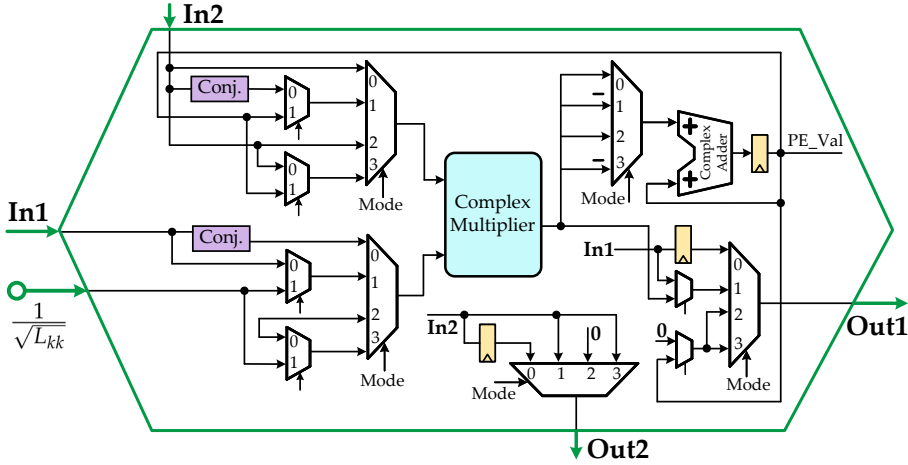 In2
Conj.
0
1
0
1
0
1
2
3
Mode
In1
Conj.
0
1
0
1
0
1
2
3
Mode
1
√L_kk
Complex
Multiplier
0
1
2
3
−
−
Mode
+
+
Complex
Adder
PE_Val
In1
0
0
1
2
3
Mode
Out1
In2
0
0 1 2 3
Mode
Out2